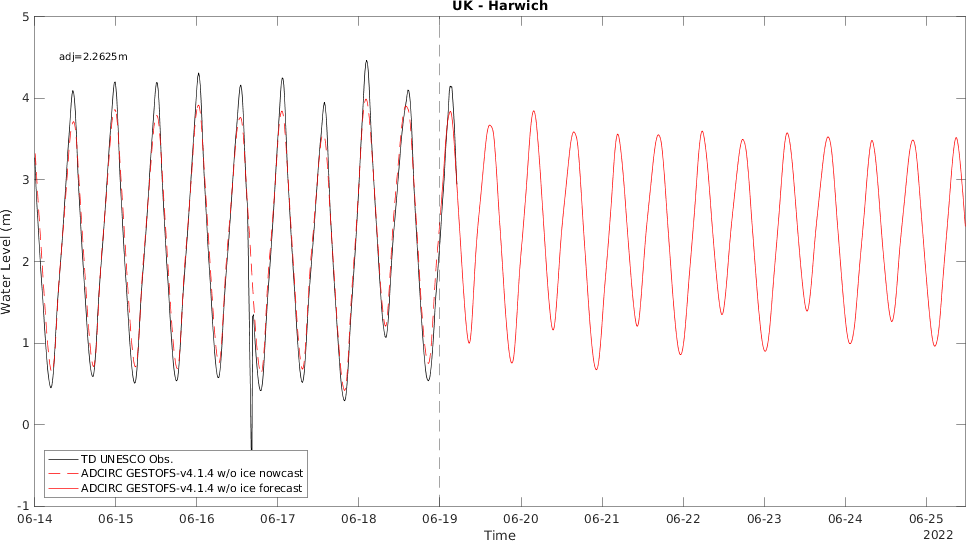 UK - Harwich
adj=2.2625m
Water Level (m)
5
4
3
2
1
0
-1
TD UNESCO Obs.
ADCIRC GESTOFS-v4.1.4 w/o ice nowcast
ADCIRC GESTOFS-v4.1.4 w/o ice forecast
06-14 06-15 06-16 06-17 06-18 06-19 06-20 06-21 06-22 06-23 06-24 06-25
2022
Time